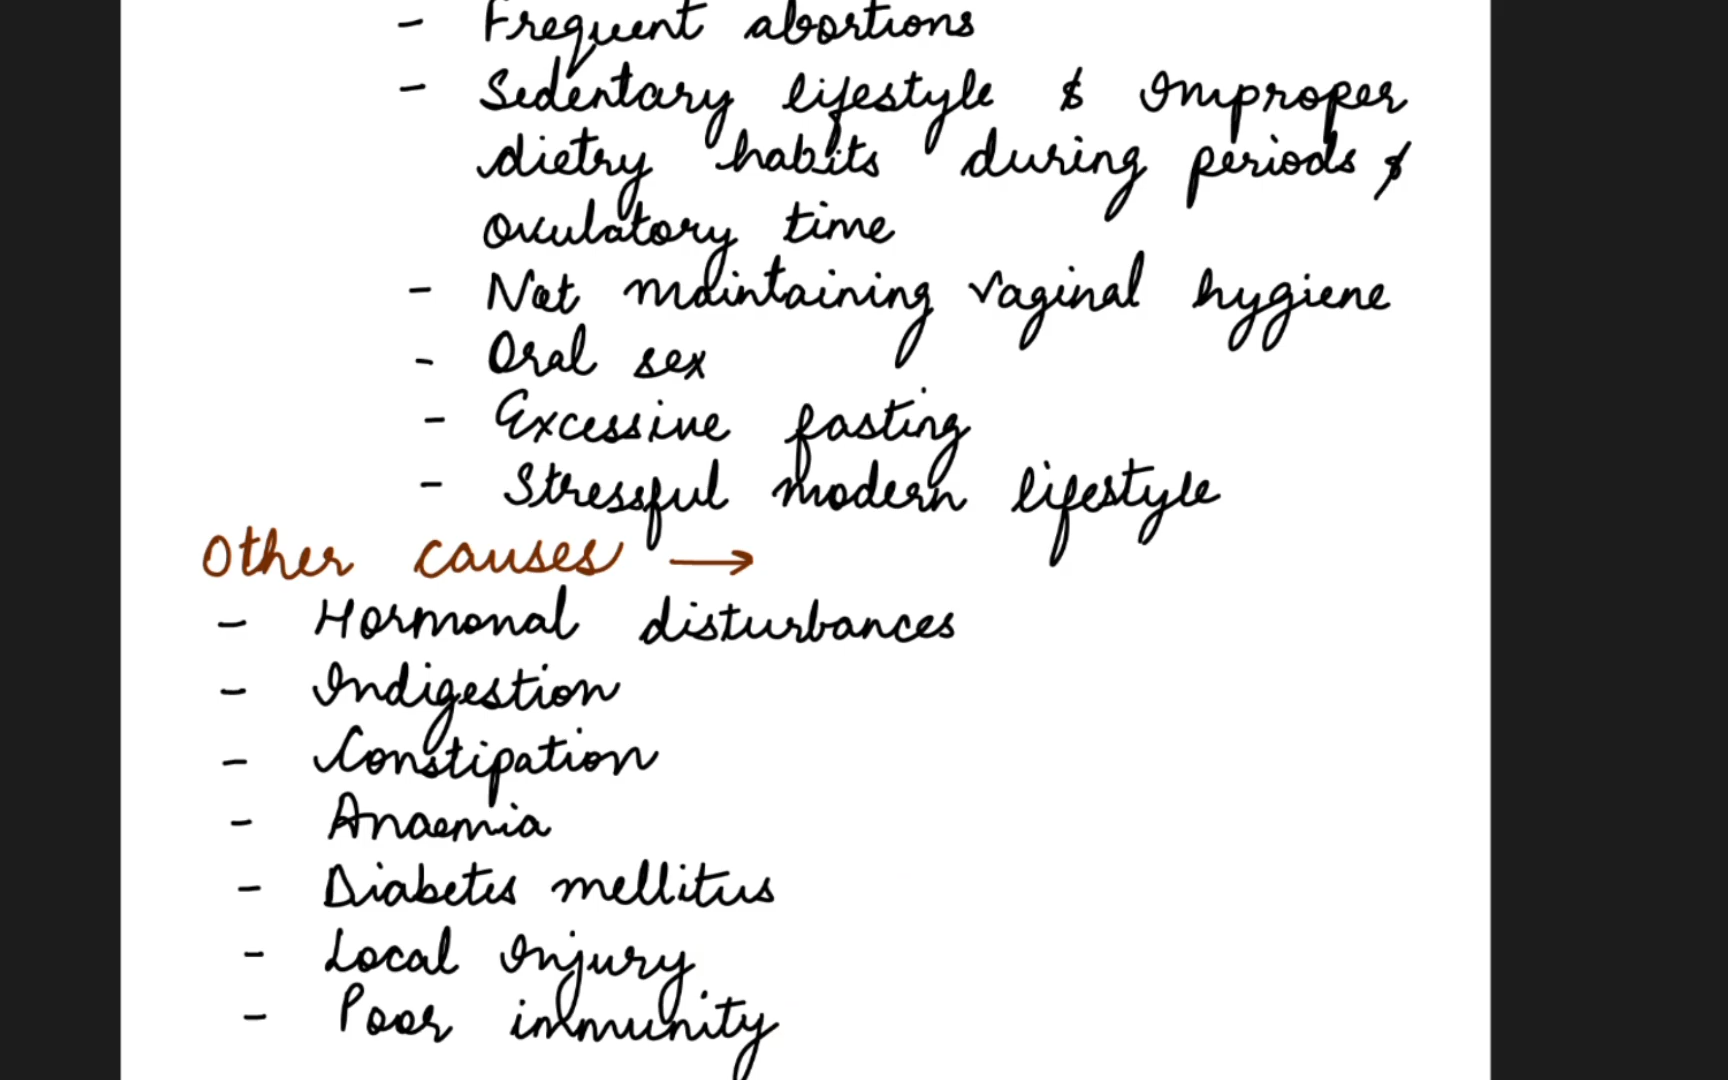 - Frequent abortions
- Sedentary lifestyle & Improper
dietry habits during periods &
ovulatory time
- Not maintaining vaginal hygiene
- Oral sex
- Excessive fasting
- Stressful modern lifestyle
Other causes →
- Hormonal disturbances
- Indigestion
- Constipation
- Anaemia
- Diabetes mellitus
- Local Injury
- Poor immunity